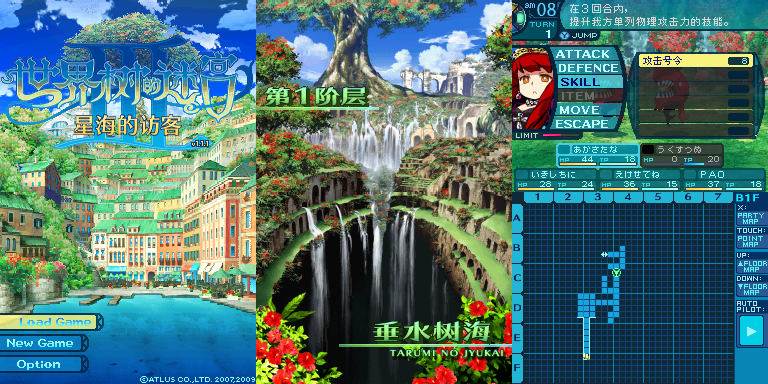 世界树的迷宫
III
星海的访客
v1.1.1
Load Game
New Game
Option
©ATLUS CO.,LTD. 2007,2009
第1阶层
垂水树海
TARUMI NO JYUKAI
am 08
TURN
1
在3回合内,
提升我方单列物理攻击力的技能。
Y JUMP
ATTACK
DEFENCE
SKILL
ITEM
MOVE
ESCAPE
LIMIT
攻击号令 8
あかさたな
HP 44 TP 18
うくすつぬ
HP 0 TP 20
いきしちに
HP 28 TP 24
えけせてね
HP 36 TP 15
PAO
HP 37 TP 18
1 2 3 4 5 6 7
B1F
A
B
C
D
E
F
X:
PARTY
MAP
TOUCH:
POINT
MAP
UP:
▲FLOOR
MAP
DOWN:
▼FLOOR
MAP
AUTO
PILOT: